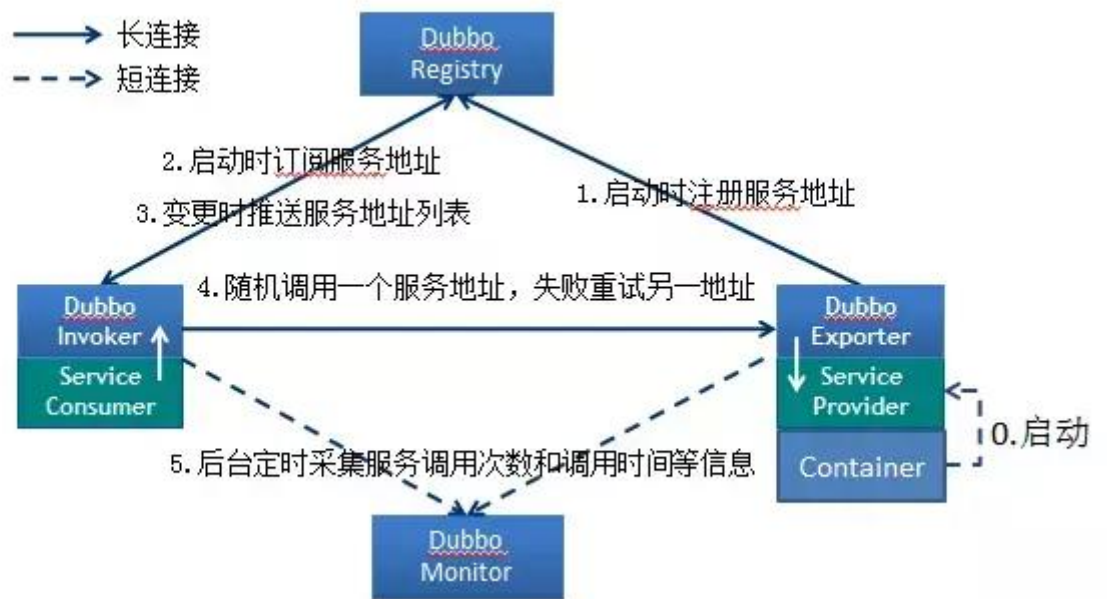 长连接
短连接
Dubbo
Registry
2.启动时订阅服务地址
3.变更时推送服务地址列表
1.启动时注册服务地址
4.随机调用一个服务地址，失败重试另一地址
Dubbo
Invoker
Service
Consumer
Dubbo
Exporter
Service
Provider
Container
0.启动
5.后台定时采集服务调用次数和调用时间等信息
Dubbo
Monitor